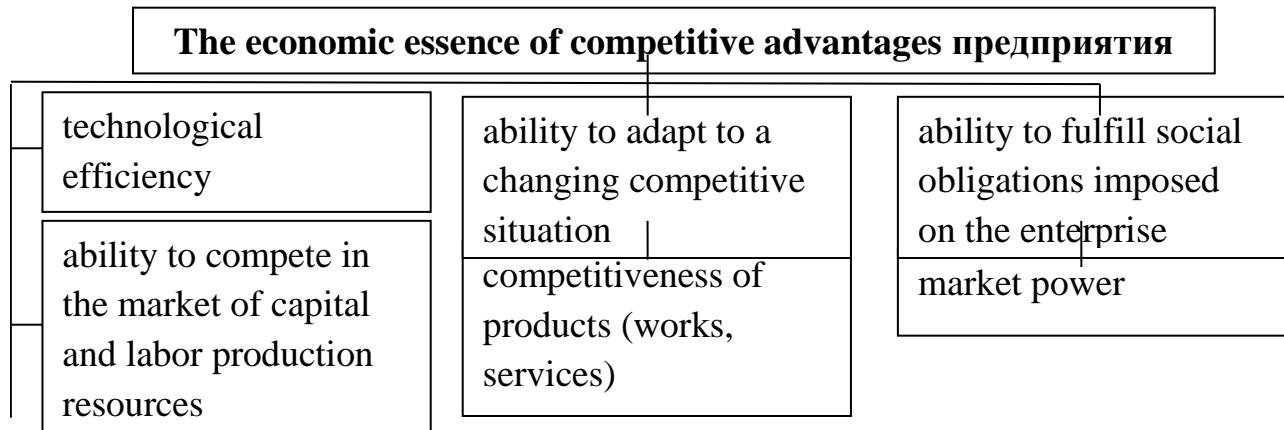 The economic essence of competitive advantages предприятия
technological
efficiency
ability to compete in
the market of capital
and labor production
resources
ability to adapt to a
changing competitive
situation
competitiveness of
products (works,
services)
ability to fulfill social
obligations imposed
on the enterprise
market power